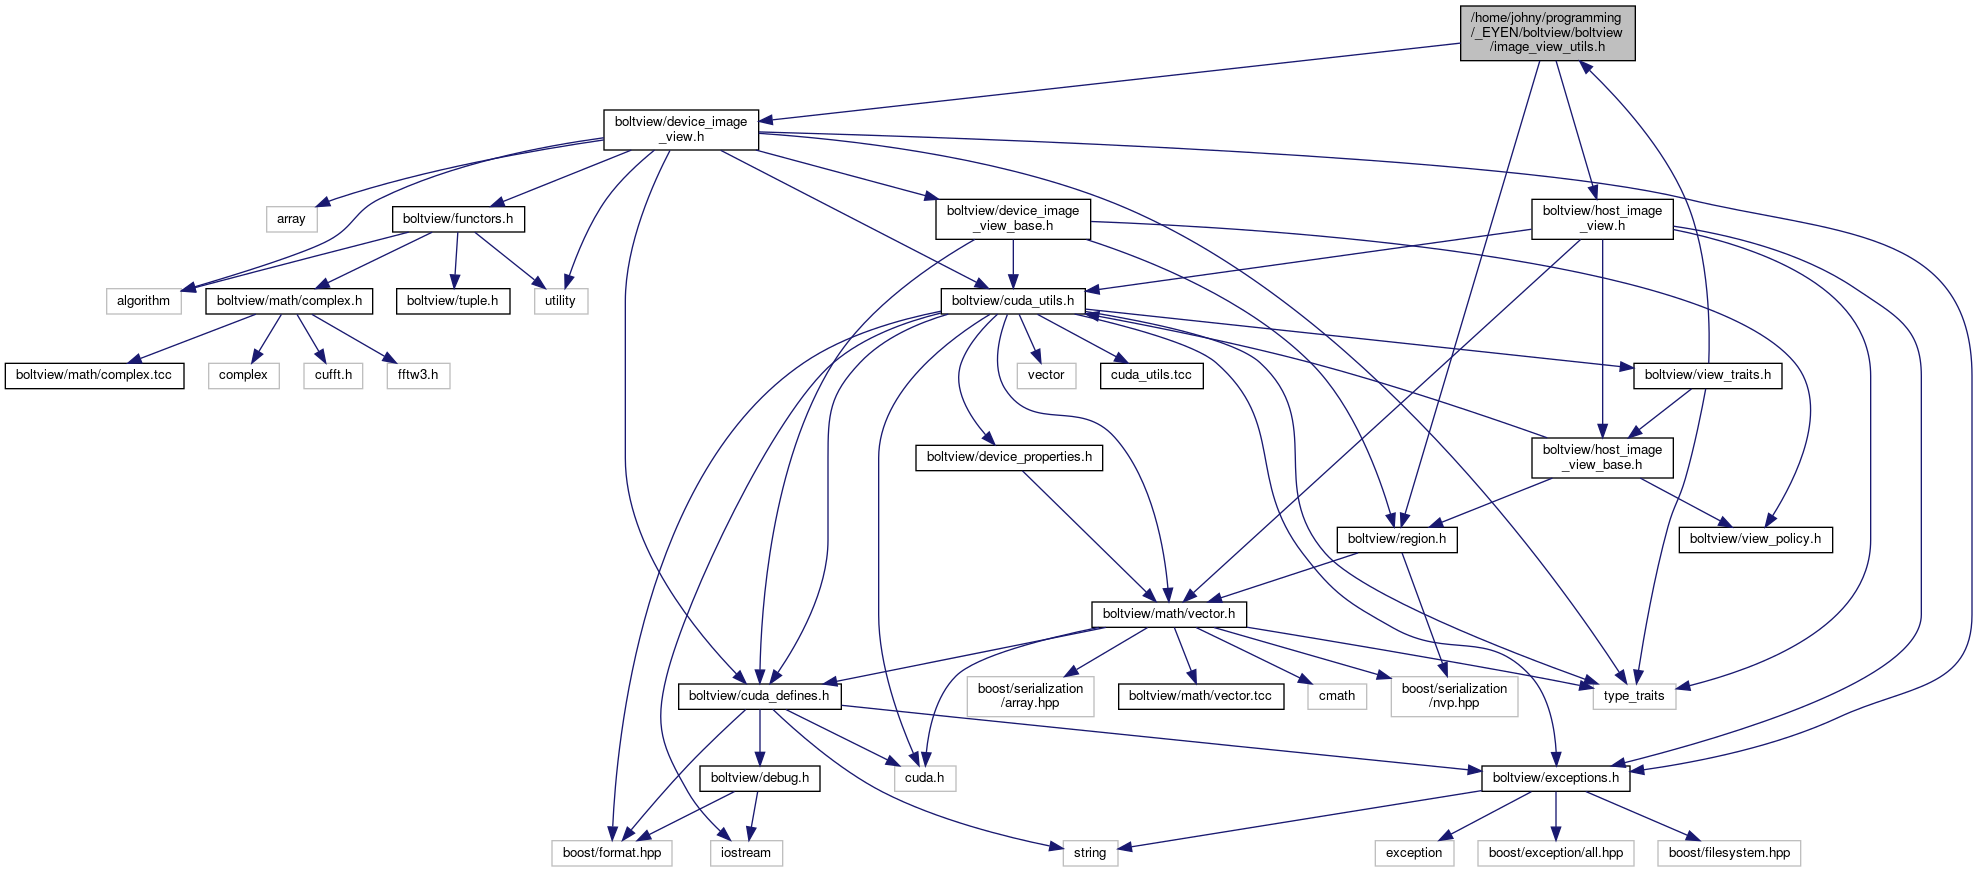 /home/johny/programming
/_EYEN/boltview/boltview
/image_view_utils.h
boltview/device_image
_view.h
array
boltview/functors.h
boltview/device_image
_view_base.h
boltview/host_image
_view.h
algorithm
boltview/math/complex.h
boltview/tuple.h
utility
boltview/cuda_utils.h
boltview/math/complex.tcc
complex
cufft.h
fftw3.h
vector
cuda_utils.tcc
boltview/view_traits.h
boltview/device_properties.h
boltview/host_image
_view_base.h
boltview/region.h
boltview/view_policy.h
boltview/math/vector.h
boltview/cuda_defines.h
boost/serialization
/array.hpp
boltview/math/vector.tcc
cmath
boost/serialization
/nvp.hpp
type_traits
boltview/debug.h
cuda.h
boltview/exceptions.h
boost/format.hpp
iostream
string
exception
boost/exception/all.hpp
boost/filesystem.hpp